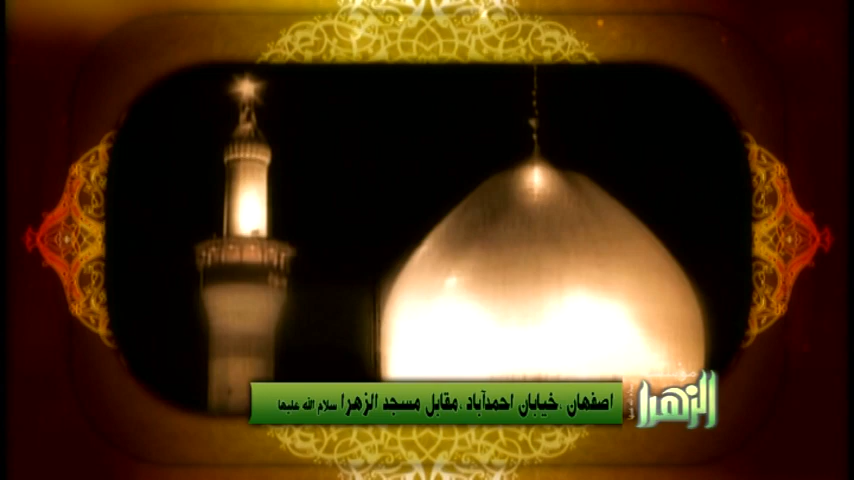 اصفهان ،خیابان احمدآباد ،مقابل مسجد الزهرا سلام الله علیها
الزهرا